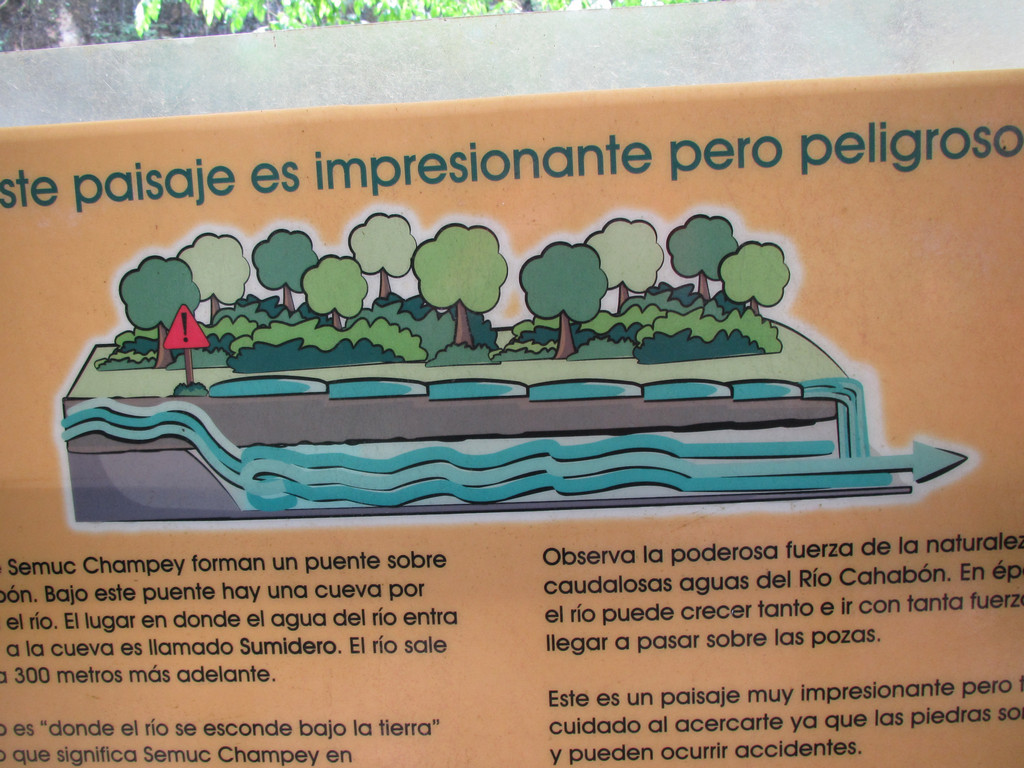 ste paisaje es impresionante pero peligroso
!
Semuc Champey forman un puente sobre
bón. Bajo este puente hay una cueva por
el río. El lugar en donde el agua del río entra
a la cueva es llamado Sumidero. El río sale
a 300 metros más adelante.
o es "donde el río se esconde bajo la tierra"
o que significa Semuc Champey en
Observa la poderosa fuerza de la naturalez
caudalosas aguas del Río Cahabón. En épo
el río puede crecer tanto e ir con tanta fuerz
llegar a pasar sobre las pozas.
Este es un paisaje muy impresionante pero t
cuidado al acercarte ya que las piedras so
y pueden ocurrir accidentes.